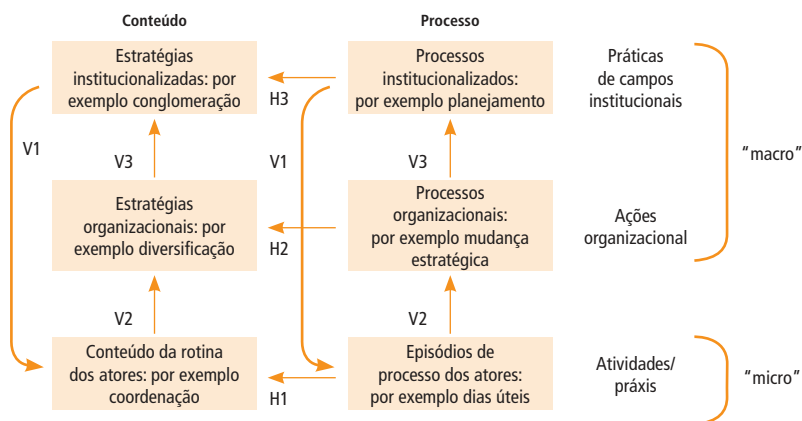 Conteúdo
Processo
Estratégias
institucionalizadas: por
exemplo conglomeração
Processos
institucionalizados:
por exemplo planejamento
Práticas
de campos
institucionais
H3
V1
V3
V1
V3
"macro"
Estratégias
organizacionais: por
exemplo diversificação
Processos
organizacionais:
por exemplo mudança
estratégica
Ações
organizacional
H2
V2
V2
Conteúdo da rotina
dos atores: por exemplo
coordenação
Episódios de
processo dos atores:
por exemplo dias úteis
Atividades/
práxis
"micro"
H1